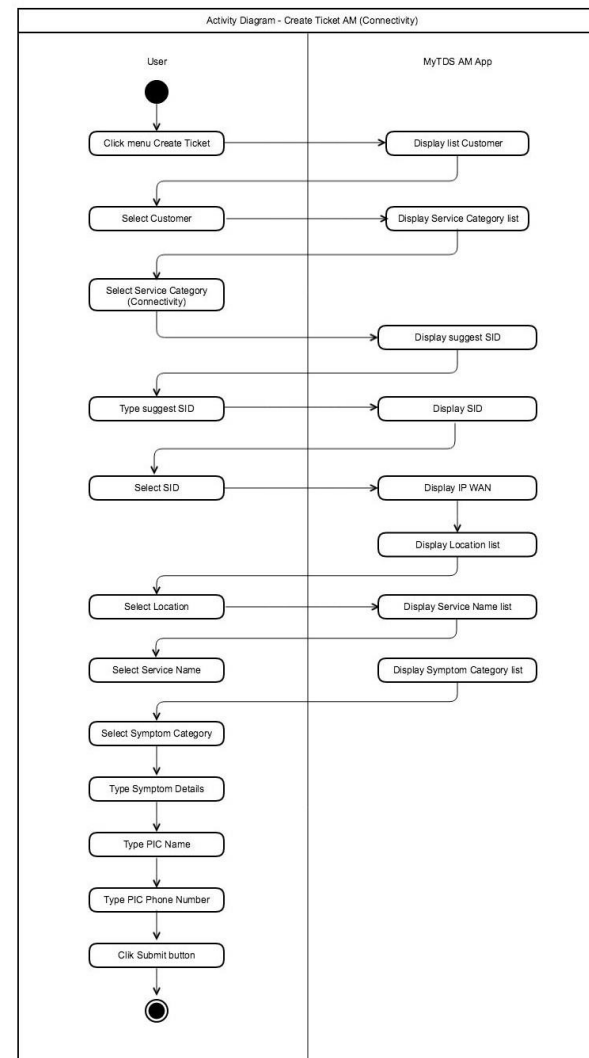 Activity Diagram - Create Ticket AM (Connectivity)
User
MyTDS AM App
Click menu Create Ticket
Display list Customer
Select Customer
Display Service Category list
Select Service Category
(Connectivity)
Display suggest SID
Type suggest SID
Display SID
Select SID
Display IP WAN
Display Location list
Select Location
Display Service Name list
Select Service Name
Display Symptom Category list
Select Symptom Category
Type Symptom Details
Type PIC Name
Type PIC Phone Number
Clik Submit button